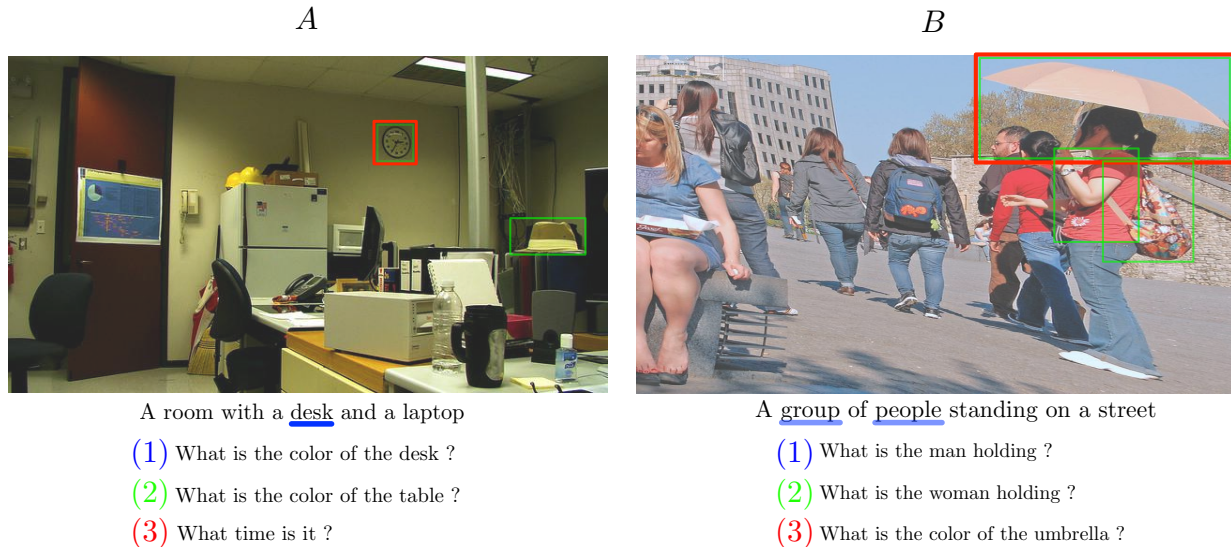 A
B
A room with a desk and a laptop
(1) What is the color of the desk ?
(2) What is the color of the table ?
(3) What time is it ?
A group of people standing on a street
(1) What is the man holding ?
(2) What is the woman holding ?
(3) What is the color of the umbrella ?